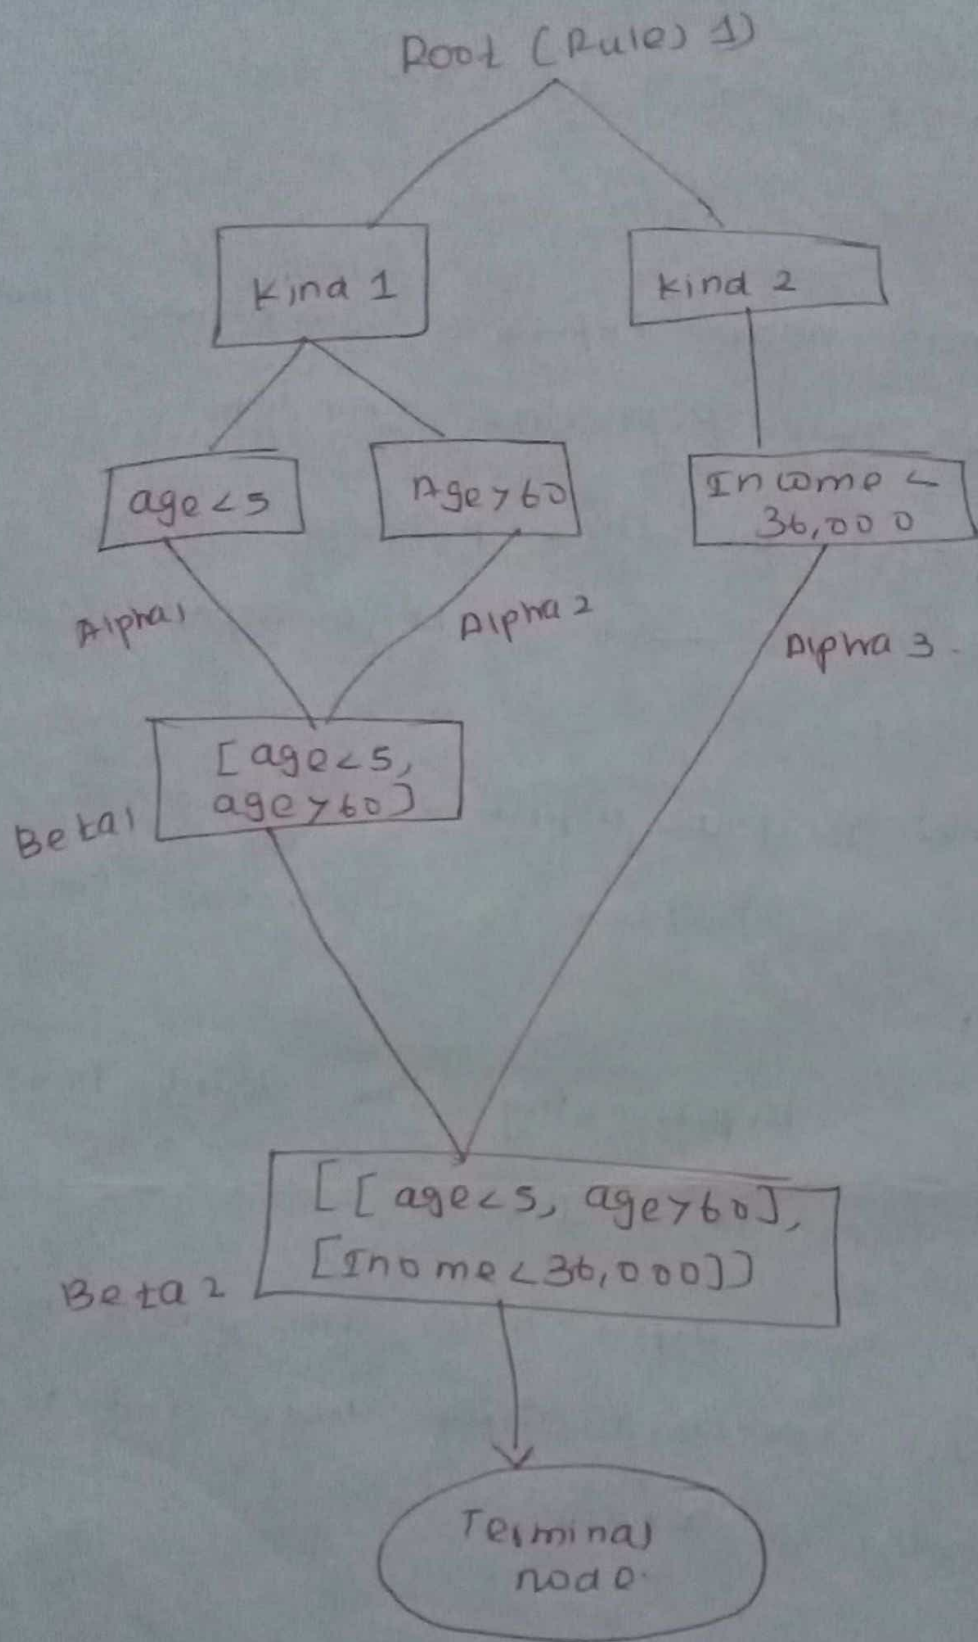 Root (Rule) 1)
Kind 1
Kind 2
age < 5
Age > 60
Income <
36,000
Alpha1
Alpha 2
Alpha 3.
[age < 5,
age > 60]
Beta1
[[age < 5, age > 60],
[Inome < 36,000]]
Beta 2
Terminal
node.